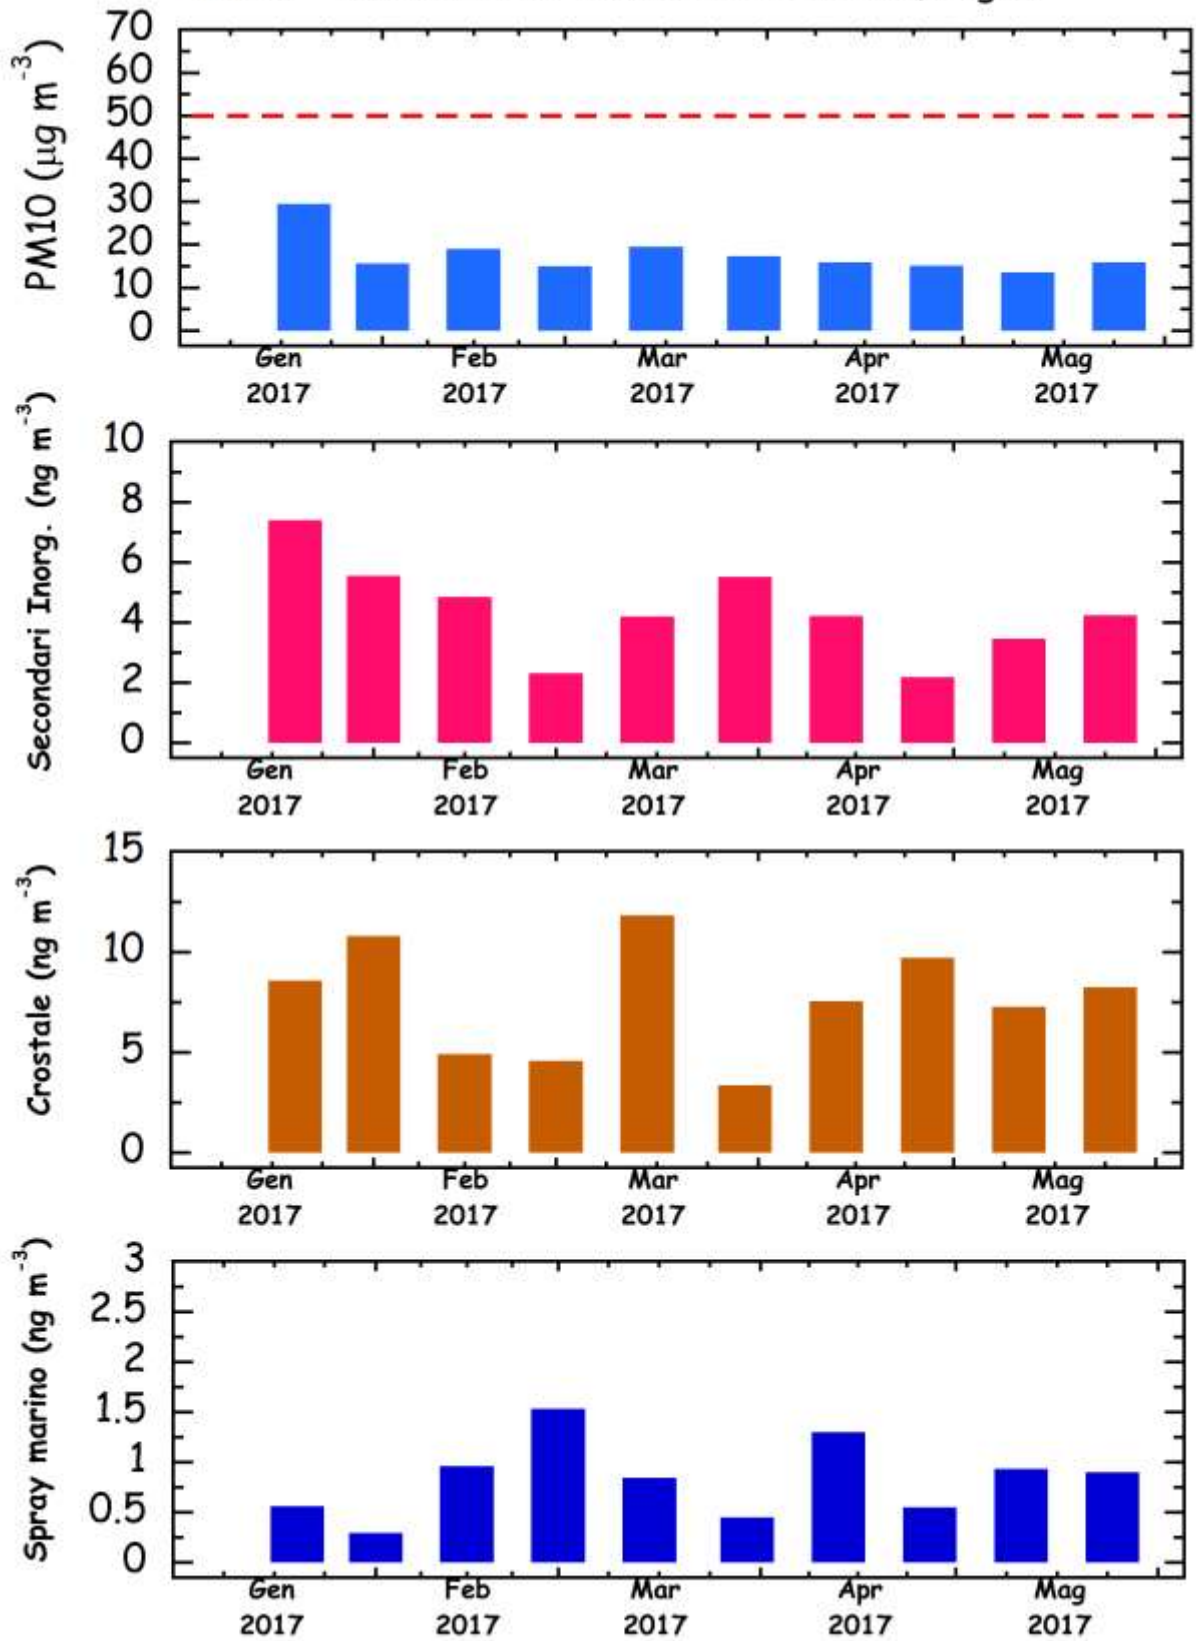 PM10 (µg m⁻³)
70
60
50
40
30
20
10
0
Gen Feb Mar Apr Mag
2017 2017 2017 2017 2017
Secondari Inorg. (ng m⁻³)
10
8
6
4
2
0
Gen Feb Mar Apr Mag
2017 2017 2017 2017 2017
Crostale (ng m⁻³)
15
10
5
0
Gen Feb Mar Apr Mag
2017 2017 2017 2017 2017
Spray marino (ng m⁻³)
3
2.5
2
1.5
1
0.5
0
Gen Feb Mar Apr Mag
2017 2017 2017 2017 2017